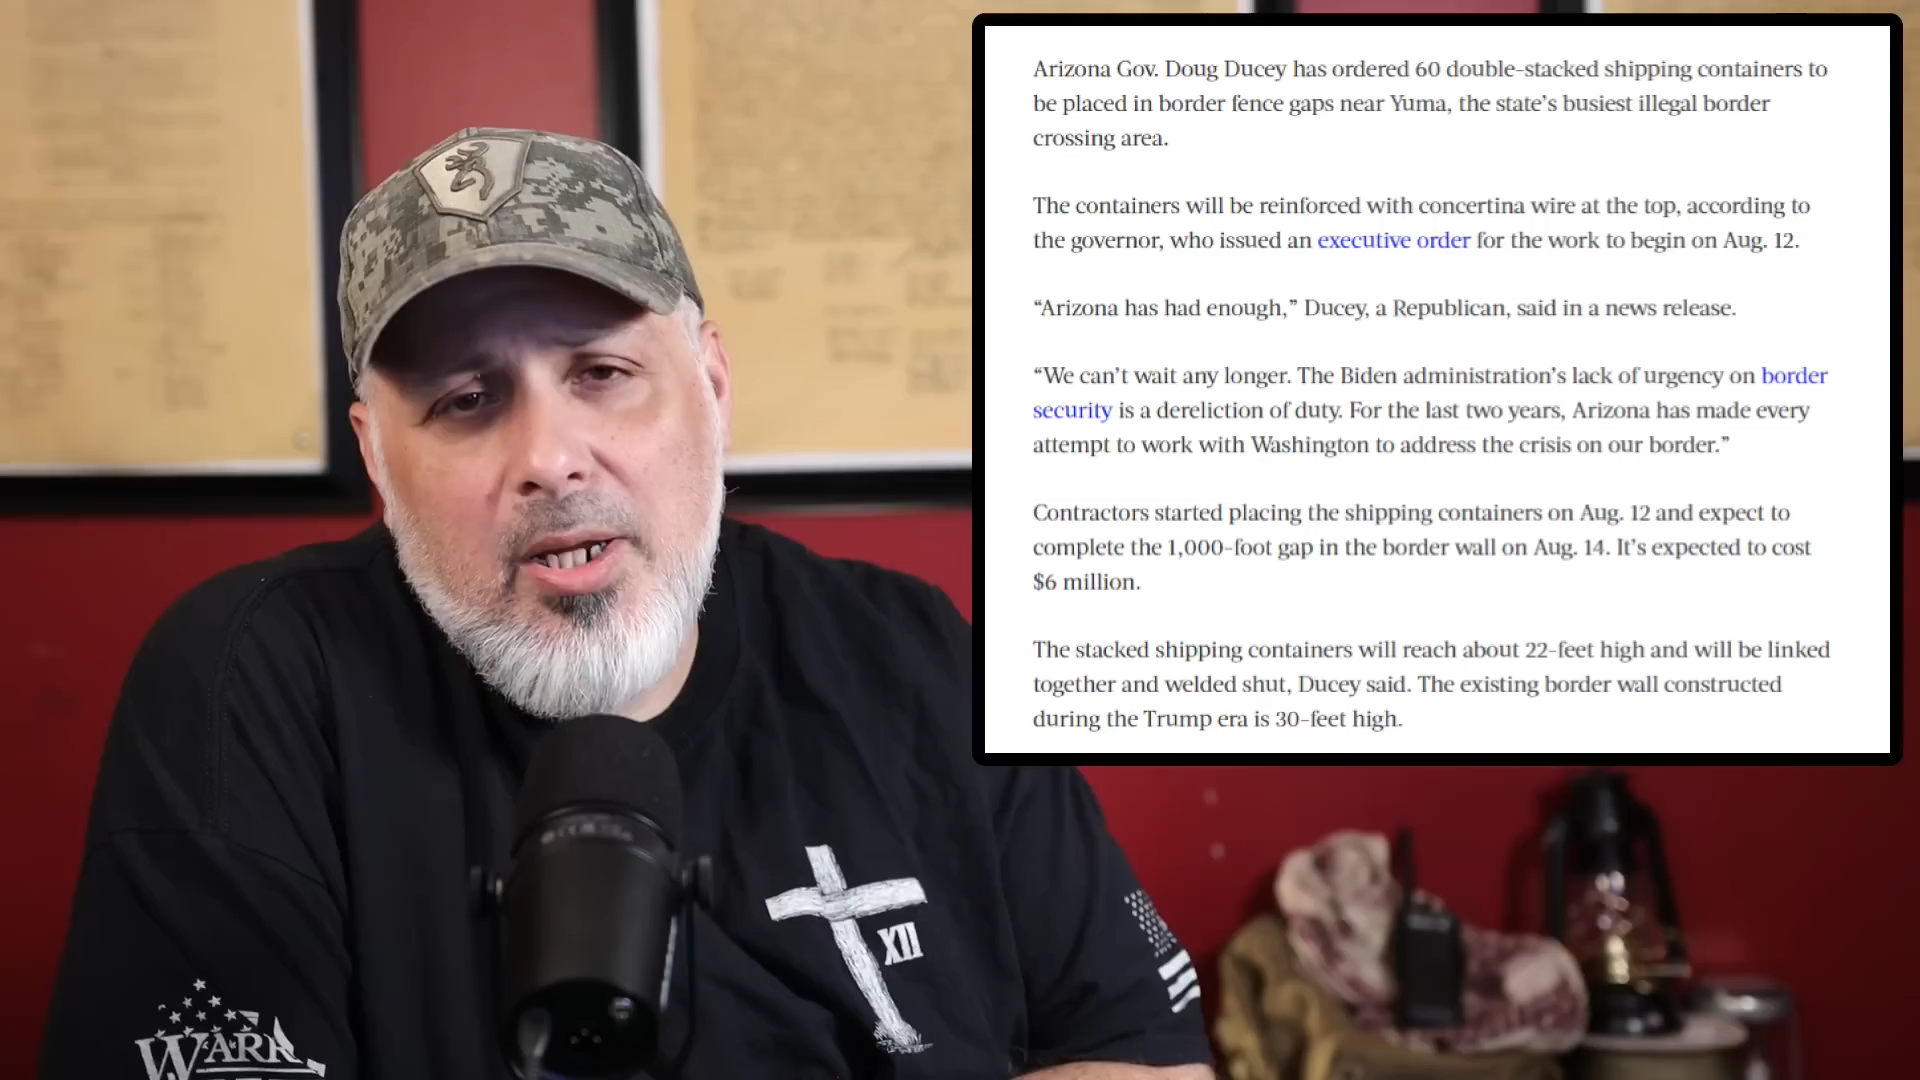 Arizona Gov. Doug Ducey has ordered 60 double-stacked shipping containers to
be placed in border fence gaps near Yuma, the state’s busiest illegal border
crossing area.
The containers will be reinforced with concertina wire at the top, according to
the governor, who issued an executive order for the work to begin on Aug. 12.
“Arizona has had enough,” Ducey, a Republican, said in a news release.
“We can’t wait any longer. The Biden administration’s lack of urgency on border
security is a dereliction of duty. For the last two years, Arizona has made every
attempt to work with Washington to address the crisis on our border.”
Contractors started placing the shipping containers on Aug. 12 and expect to
complete the 1,000-foot gap in the border wall on Aug. 14. It’s expected to cost
$6 million.
The stacked shipping containers will reach about 22-feet high and will be linked
together and welded shut, Ducey said. The existing border wall constructed
during the Trump era is 30-feet high.
XII
WARR